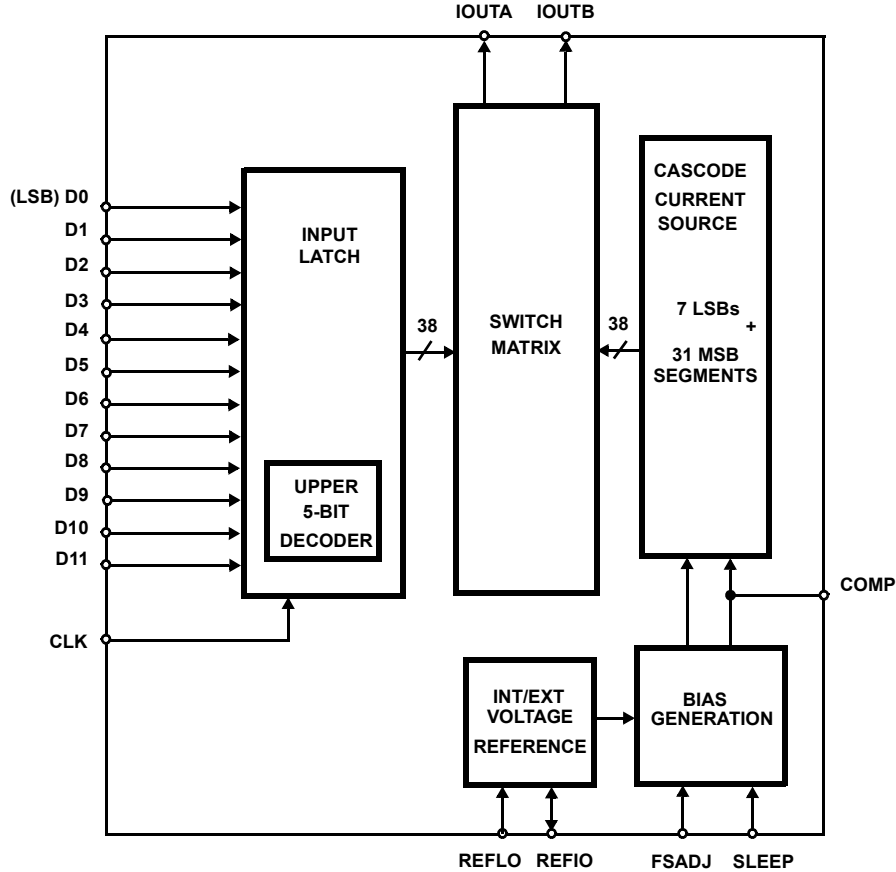 IOUTA IOUTB
(LSB) D0
D1
D2
D3
D4
D5
D6
D7
D8
D9
D10
D11
CLK
INPUT
LATCH
UPPER
5-BIT
DECODER
38
SWITCH
MATRIX
38
CASCODE
CURRENT
SOURCE
7 LSBs
+
31 MSB
SEGMENTS
COMP
INT/EXT
VOLTAGE
REFERENCE
BIAS
GENERATION
REFLO REFIO FSADJ SLEEP